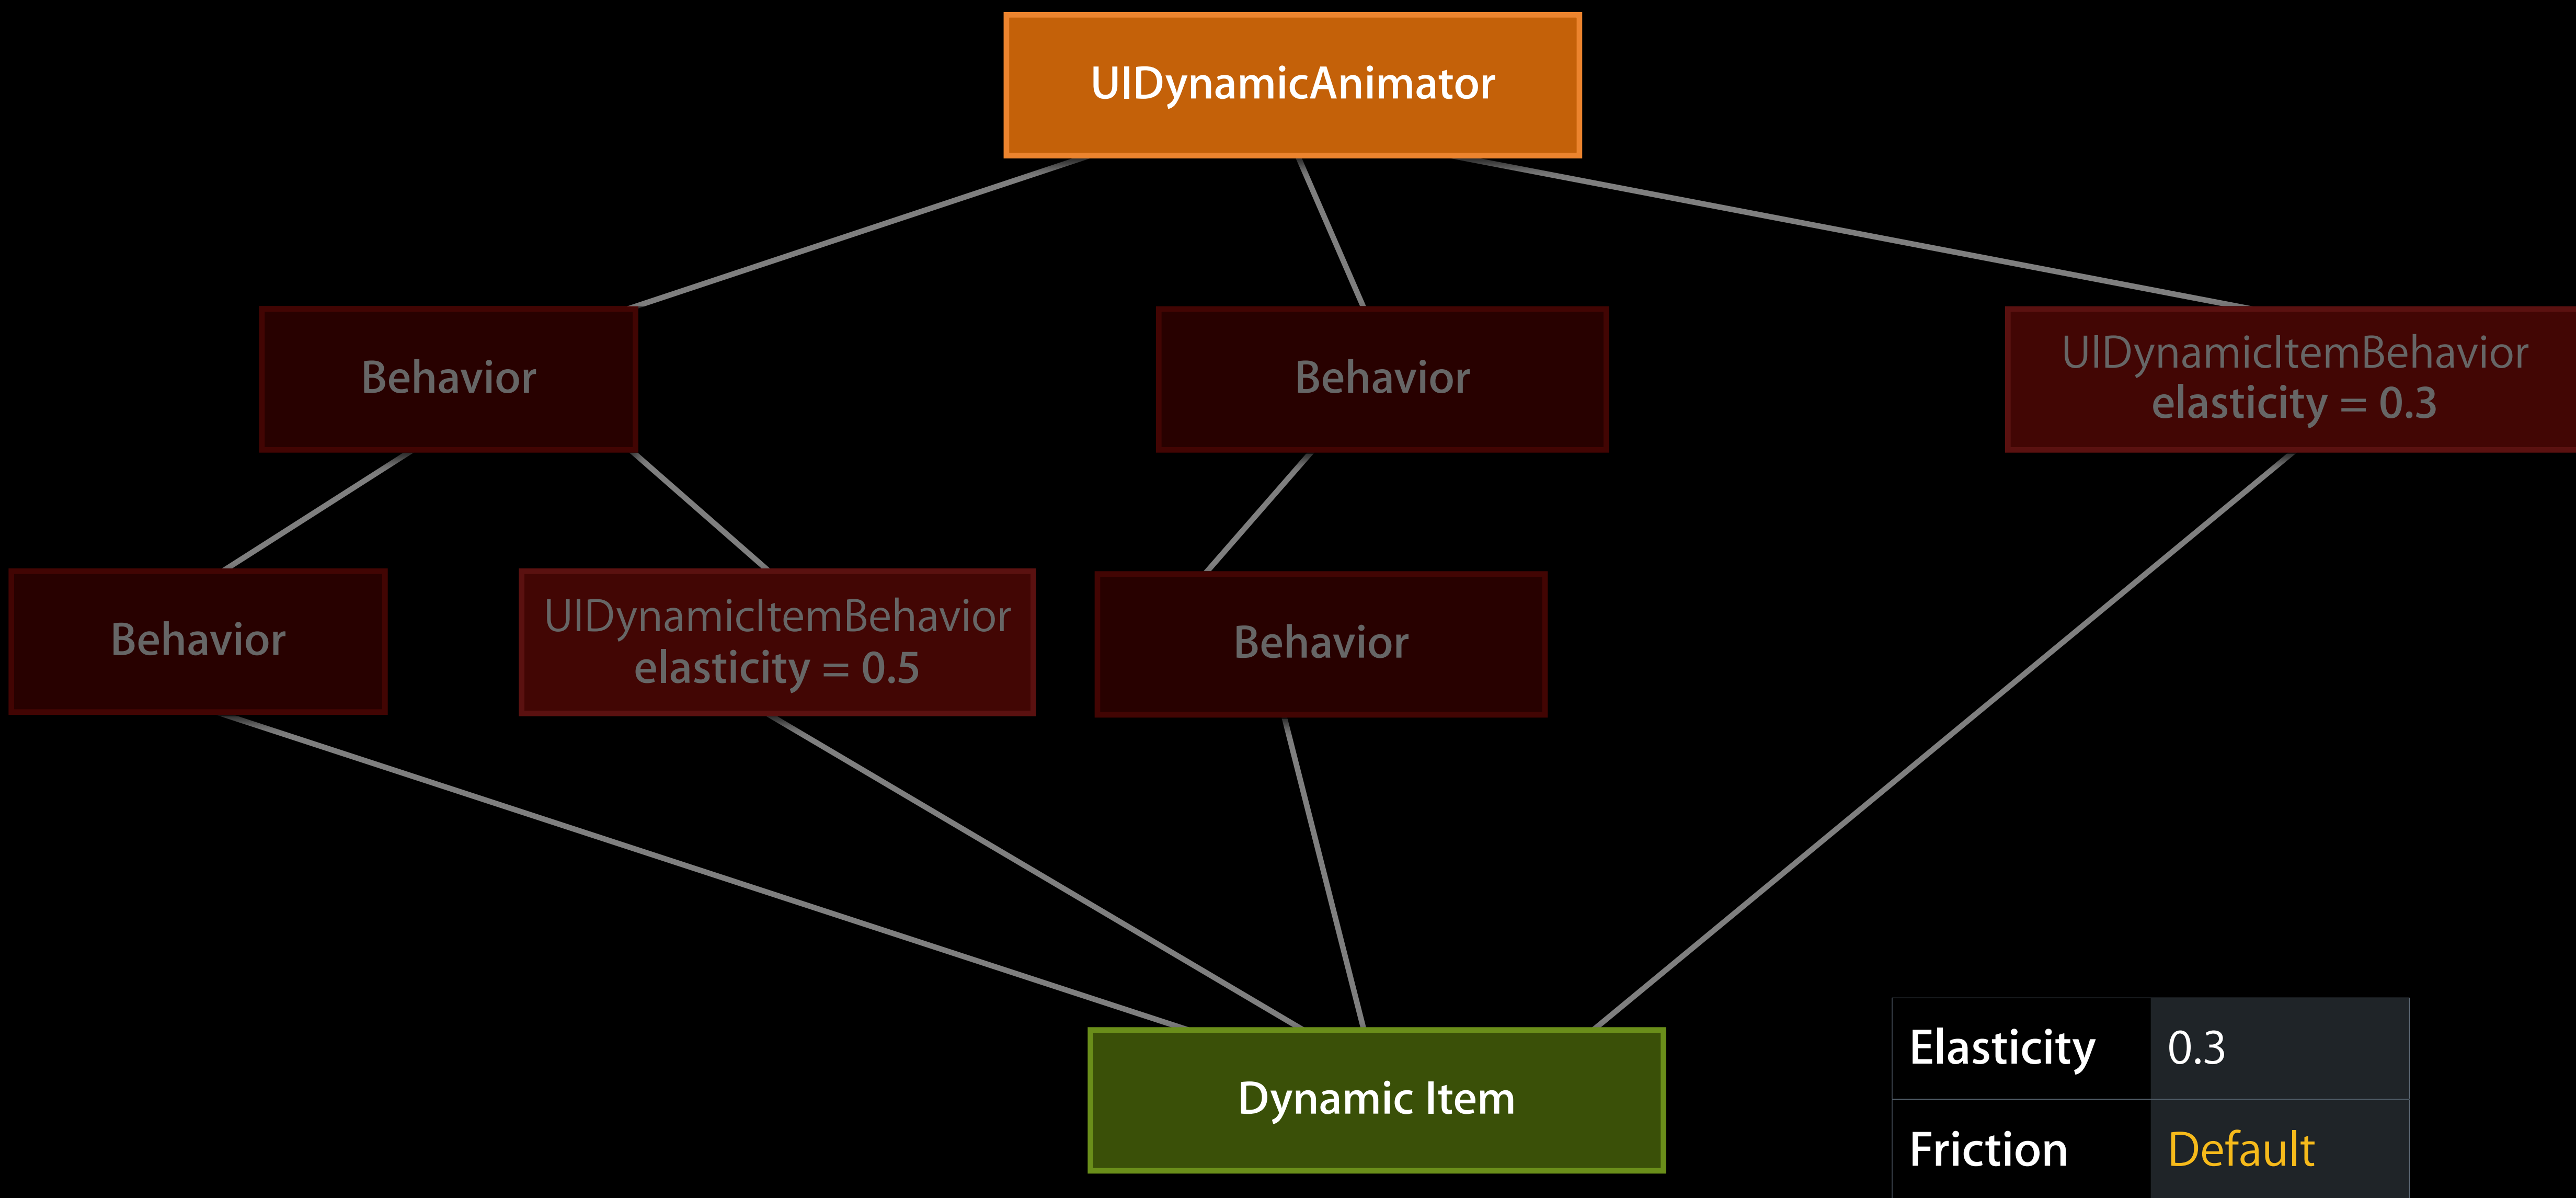 UIDynamicAnimator
Behavior
Behavior
UIDynamicItemBehavior
elasticity = 0.3
Behavior
UIDynamicItemBehavior
elasticity = 0.5
Behavior
Dynamic Item
Elasticity 0.3
Friction Default